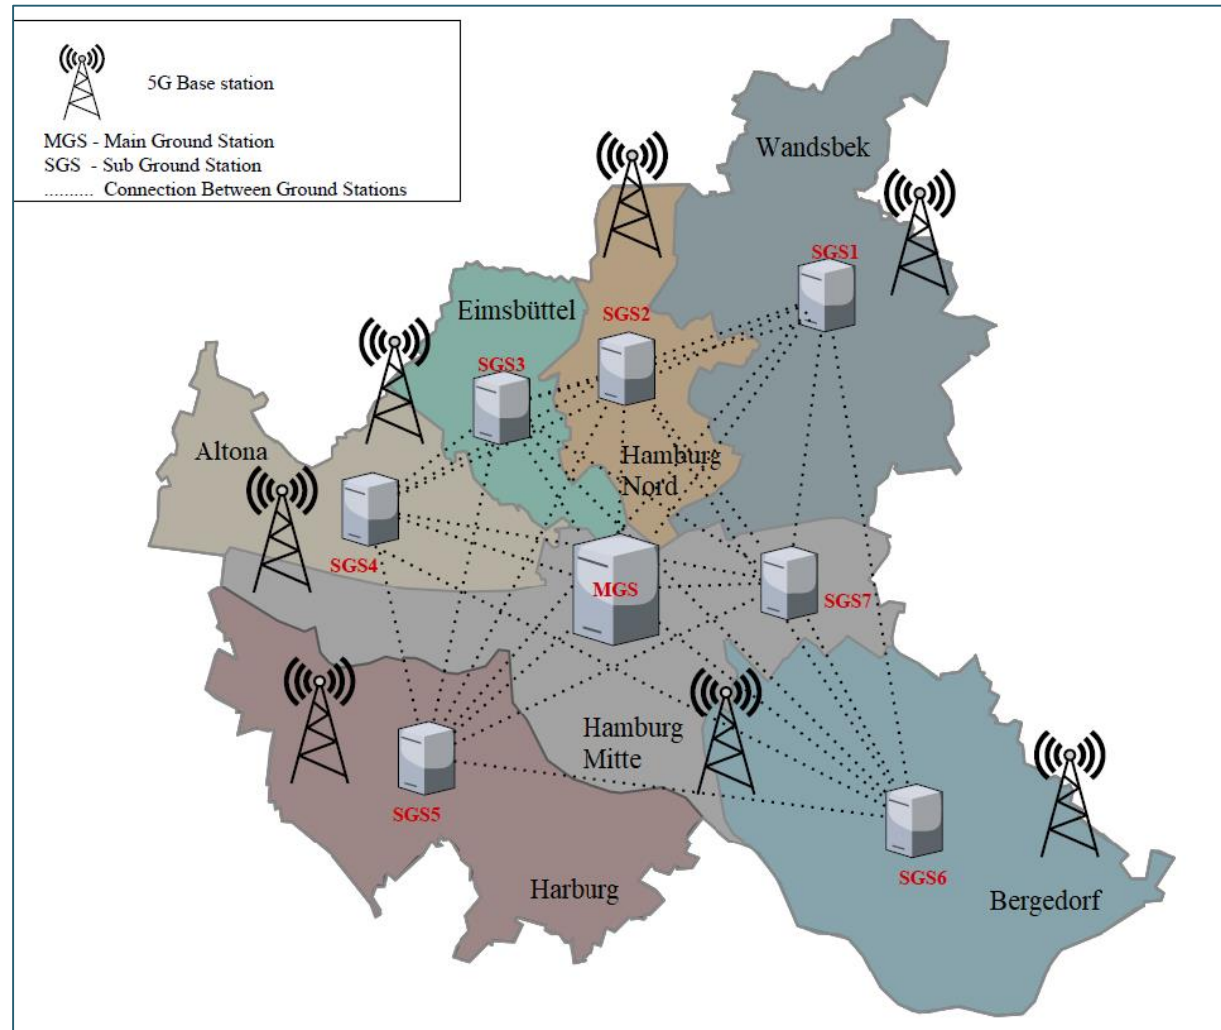 5G Base station
MGS - Main Ground Station
SGS - Sub Ground Station
.......... Connection Between Ground Stations
Wandsbek
SGS1
Eimsbüttel
SGS2
SGS3
Altona
Hamburg
Nord
SGS4
MGS
SGS7
Hamburg
Mitte
SGS5
SGS6
Harburg
Bergedorf